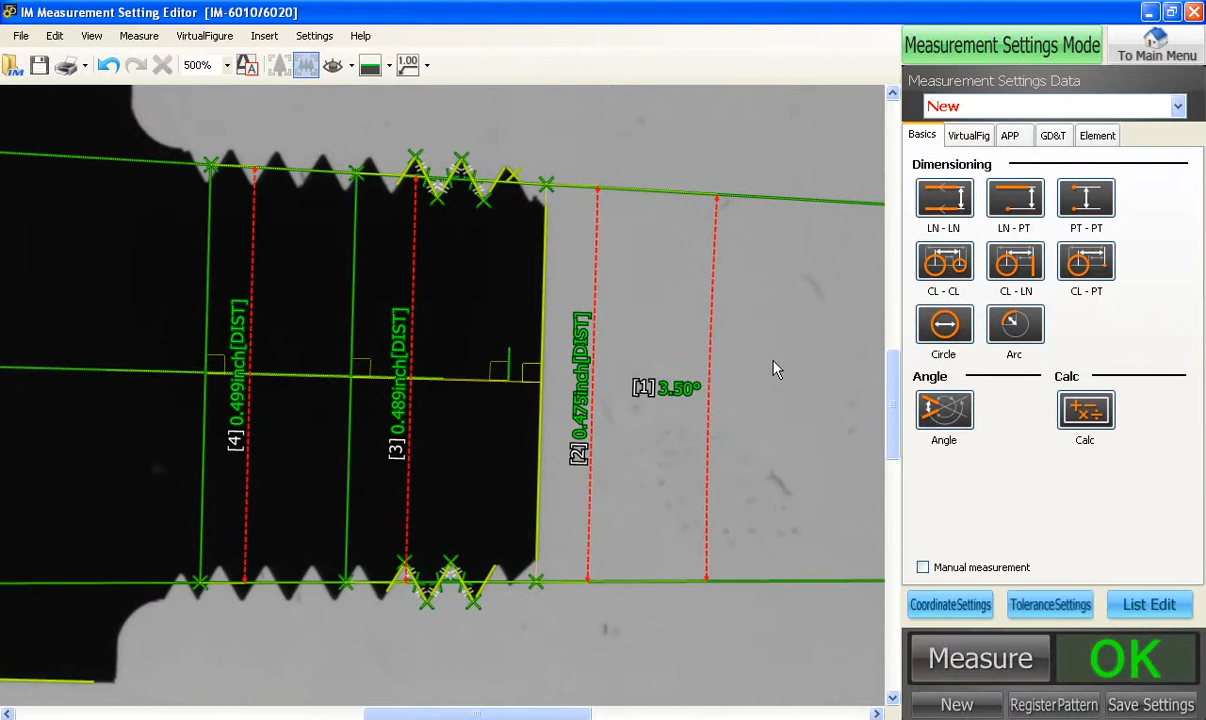 IM Measurement Setting Editor [IM-6010/6020]
File Edit View Measure VirtualFigure Insert Settings Help
IM 500% 1.00
Measurement Settings Mode
To Main Menu
Measurement Settings Data
New
Basics VirtualFig APP GD&T Element
Dimensioning
LN - LN LN - PT PT - PT
CL - CL CL - LN CL - PT
Circle Arc
Angle Calc
Angle Calc
Manual measurement
CoordinateSettings ToleranceSettings List Edit
Measure OK
New RegisterPattern Save Settings
[4] 0.499inch[DIST]
[3] 0.489inch[DIST]
[2] 0.475inch[DIST]
[1] 3.50°